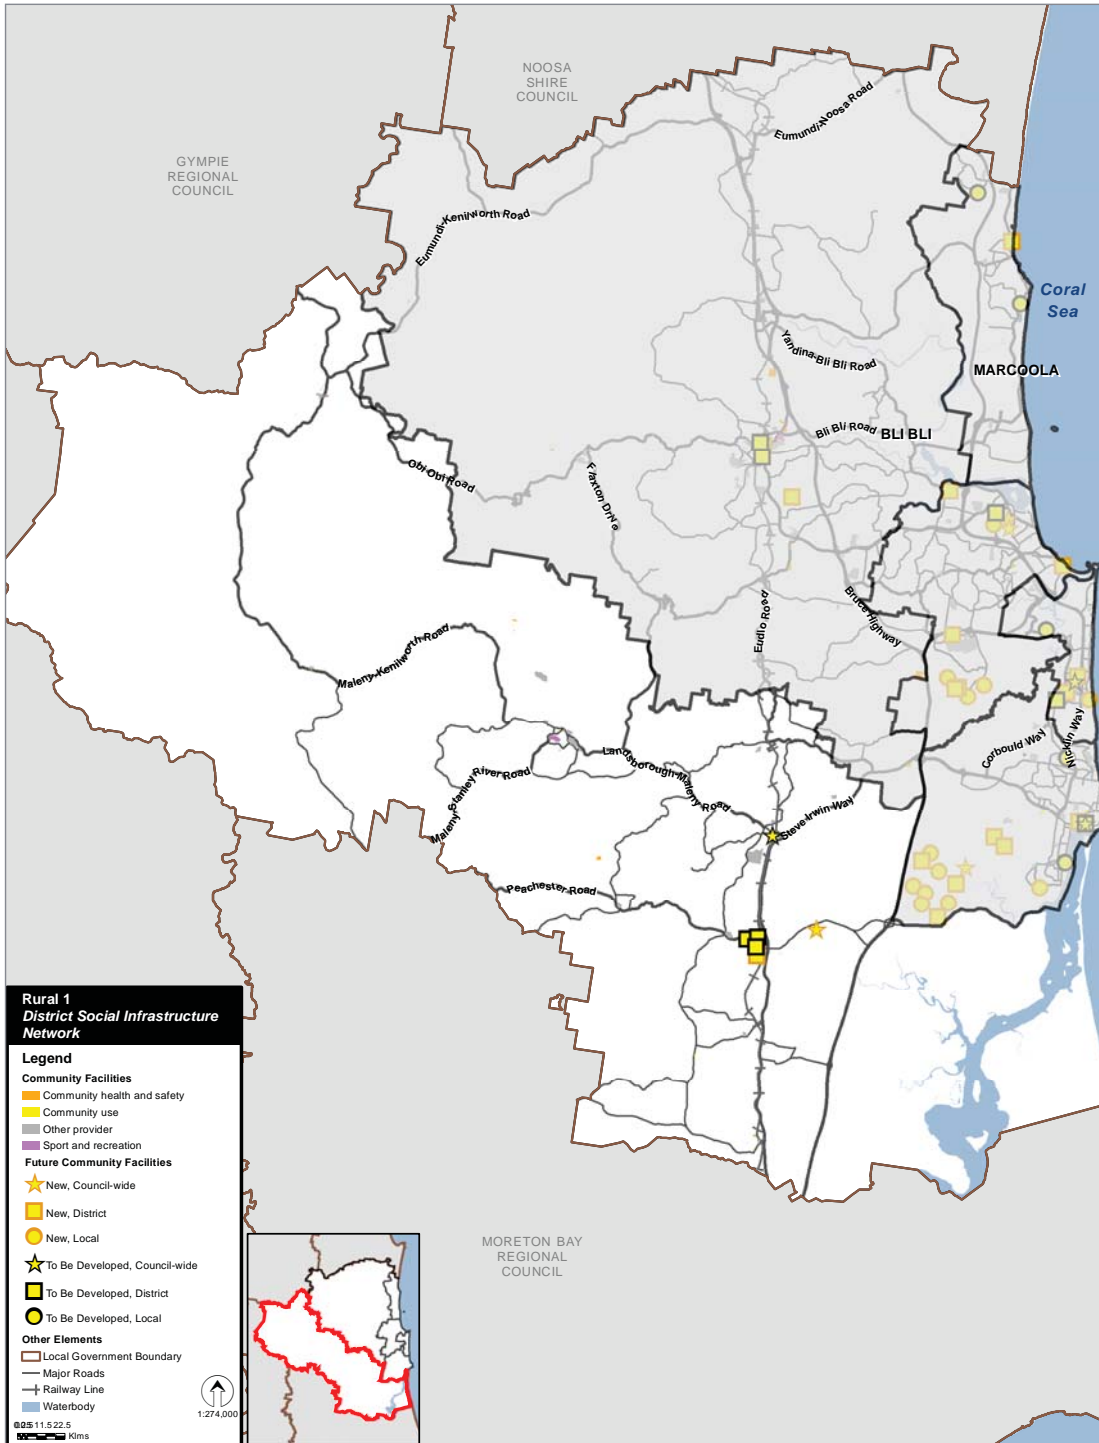 NOOSA
SHIRE
COUNCIL
GYMPIE
REGIONAL
COUNCIL
Eumundi-Noosa Road
Eumundi-Kenilworth Road
Coral
Sea
Yandina-Bli Bli Road
MARCOOLA
Bli Bli Road
BLI BLI
Obi Obi Road
Flaxton Drive
Eudlo Road
Bruce Highway
Maleny-Kenilworth Road
Nicklin Way
Corbould Way
Landsborough-Maleny Road
Maleny-Stanley River Road
Steve Irwin Way
Peachester Road
MORETON BAY
REGIONAL
COUNCIL
Rural 1
District Social Infrastructure
Network
Legend
Community Facilities
Community health and safety
Community use
Other provider
Sport and recreation
Future Community Facilities
New, Council-wide
New, District
New, Local
To Be Developed, Council-wide
To Be Developed, District
To Be Developed, Local
Other Elements
Local Government Boundary
Major Roads
Railway Line
Waterbody
1:274,000
Klms